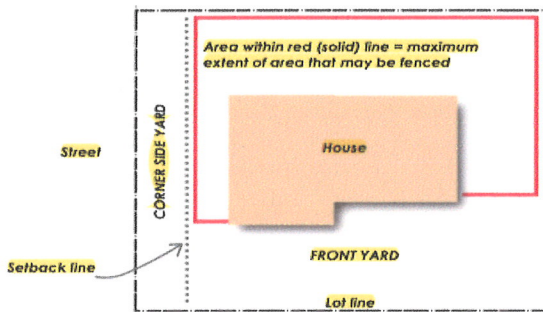 Area within red (solid) line = maximum
extent of area that may be fenced
House
Street
CORNER SIDE YARD
Setback line
FRONT YARD
Lot line